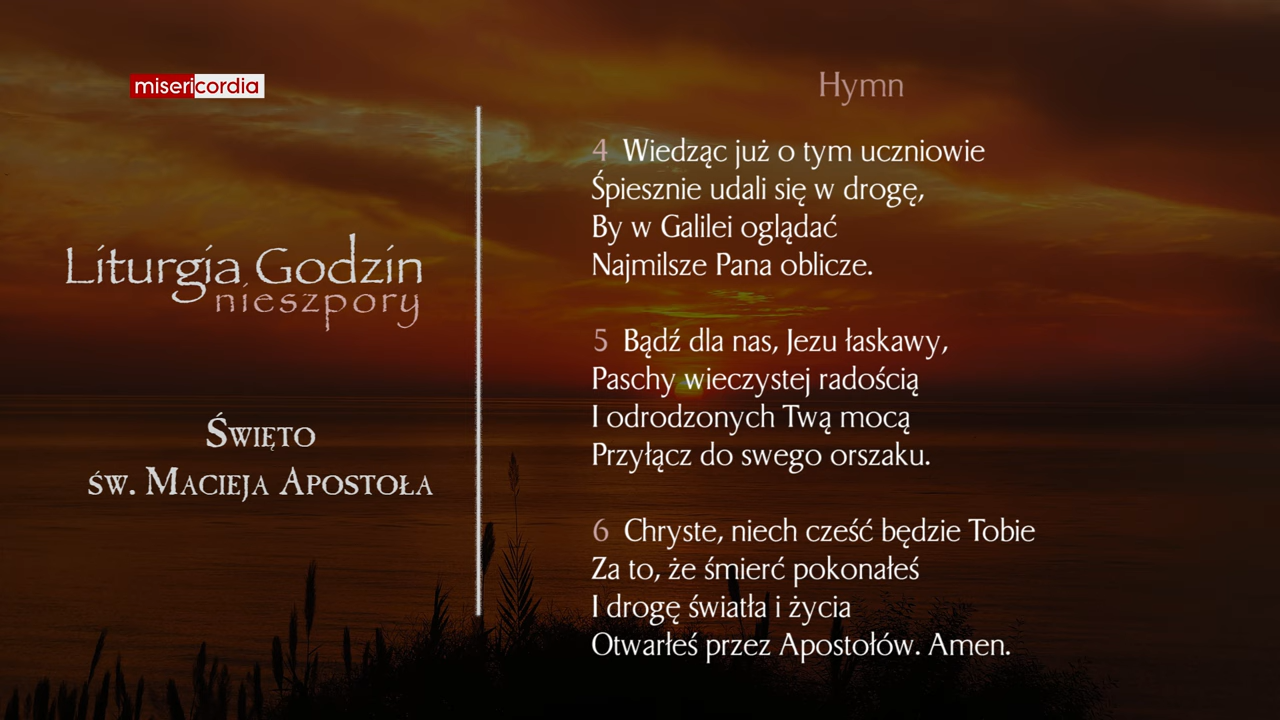 misericordia
Liturgia Godzin
nieszpory
Święto
św. Macieja Apostoła
Hymn
4 Wiedząc już o tym uczniowie
Śpiesznie udali się w drogę,
By w Galilei oglądać
Najmilsze Pana oblicze.
5 Bądź dla nas, Jezu łaskawy,
Paschy wieczystej radością
I odrodzonych Twą mocą
Przyłącz do swego orszaku.
6 Chryste, niech cześć będzie Tobie
Za to, że śmierć pokonałeś
I drogę światła i życia
Otwarłeś przez Apostołów. Amen.